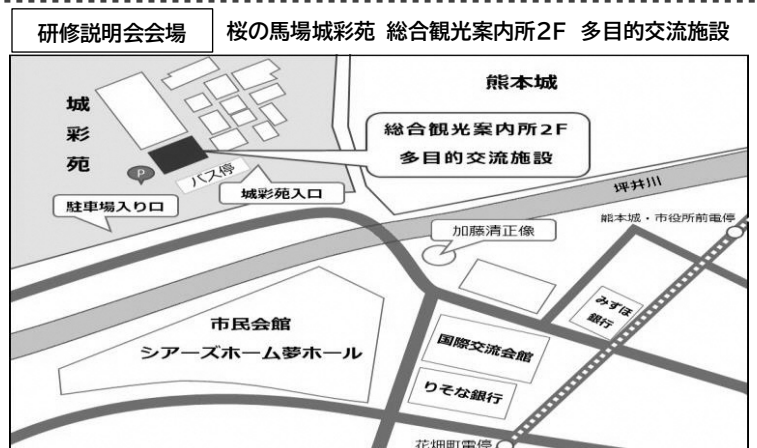 研修説明会会場
桜の馬場城彩苑 総合観光案内所2F 多目的交流施設
城彩苑
熊本城
総合観光案内所2F
多目的交流施設
P
バス停
城彩苑入口
駐車場入り口
坪井川
熊本城・市役所前電停
加藤清正像
みずほ
銀行
市民会館
シアーズホーム夢ホール
国際交流会館
りそな銀行
花畑町電停